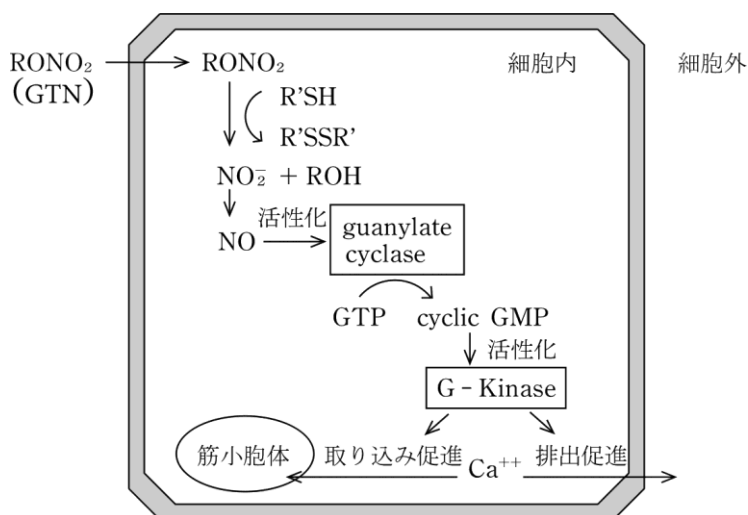 RONO₂
(GTN)
RONO₂
細胞内
細胞外
R'SH
R'SSR'
NO₂⁻ + ROH
活性化
NO
guanylate
cyclase
GTP
cyclic GMP
活性化
G - Kinase
筋小胞体
取り込み促進
Ca⁺⁺
排出促進